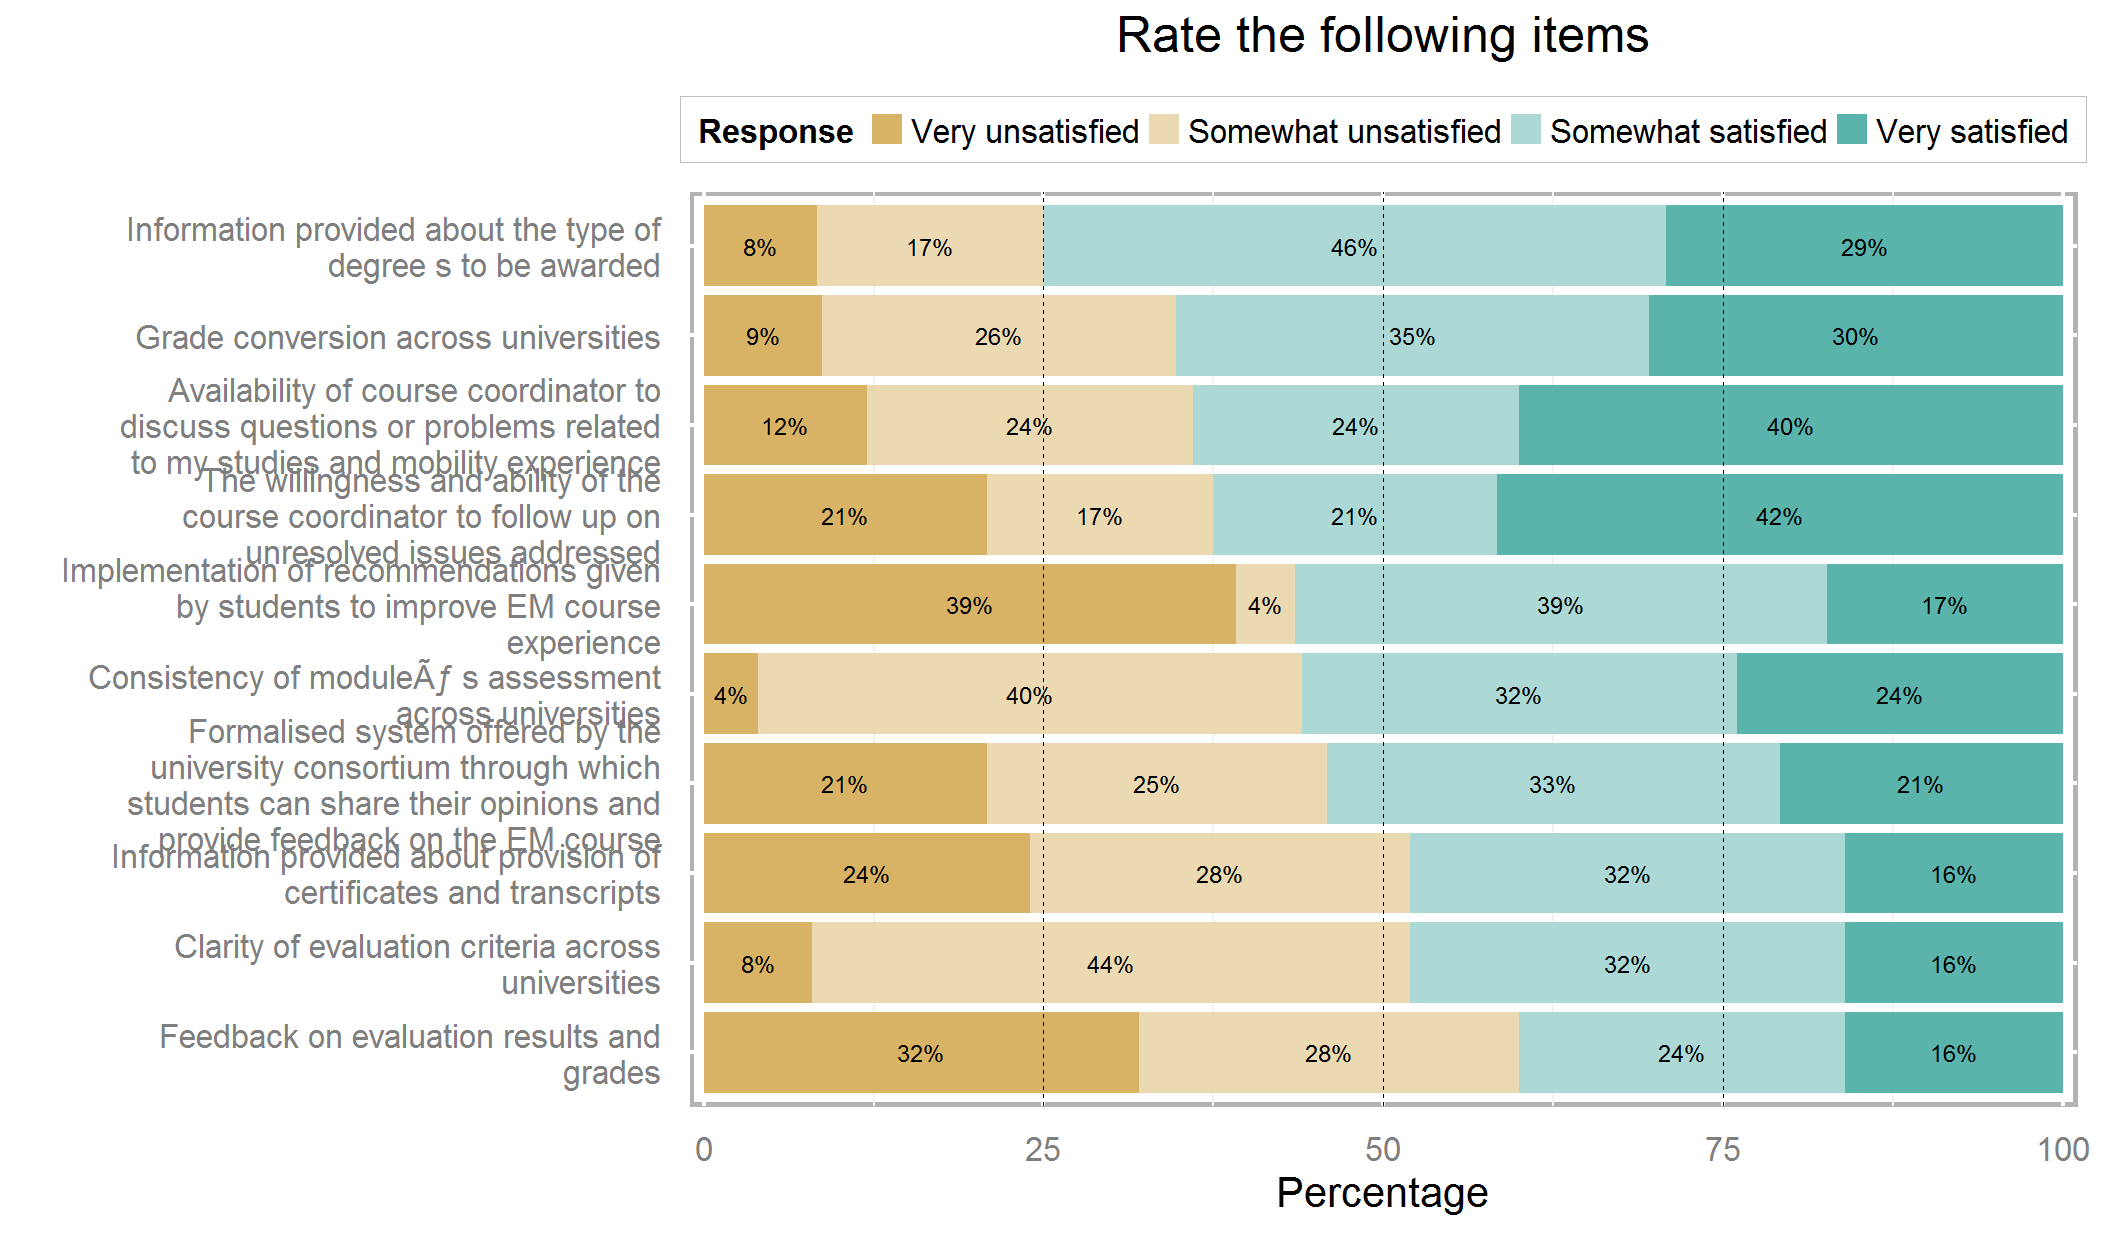 Rate the following items
Response Very unsatisfied Somewhat unsatisfied Somewhat satisfied Very satisfied
Information provided about the type of
degree s to be awarded
8% 17% 46% 29%
Grade conversion across universities
9% 26% 35% 30%
Availability of course coordinator to
discuss questions or problems related
to my studies and mobility experience
12% 24% 24% 40%
The willingness and ability of the
course coordinator to follow up on
unresolved issues addressed
21% 17% 21% 42%
Implementation of recommendations given
by students to improve EM course
experience
39% 4% 39% 17%
Consistency of moduleÃƒ s assessment
across universities
4% 40% 32% 24%
Formalised system offered by the
university consortium through which
students can share their opinions and
provide feedback on the EM course
21% 25% 33% 21%
Information provided about provision of
certificates and transcripts
24% 28% 32% 16%
Clarity of evaluation criteria across
universities
8% 44% 32% 16%
Feedback on evaluation results and
grades
32% 28% 24% 16%
0 25 50 75 100
Percentage